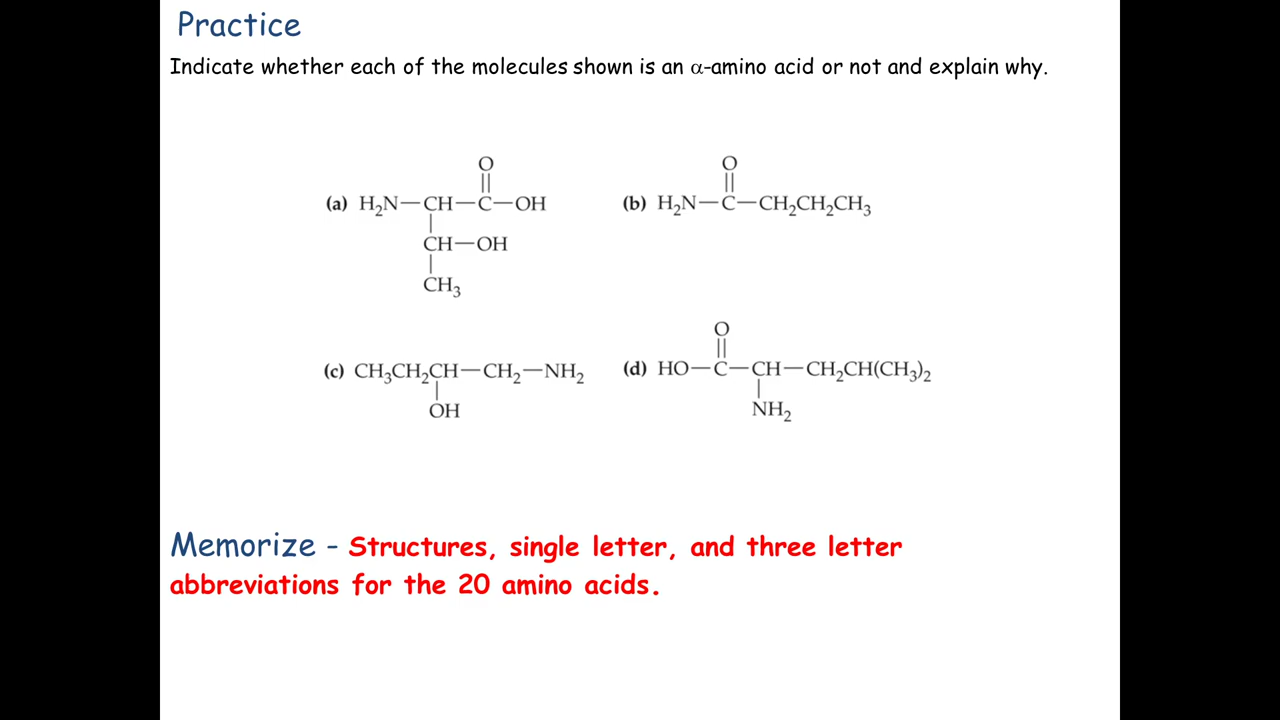 Practice
Indicate whether each of the molecules shown is an α-amino acid or not and explain why.
O
||
(a) H₂N—CH—C—OH
|
CH—OH
|
CH₃
O
||
(b) H₂N—C—CH₂CH₂CH₃
(c) CH₃CH₂CH—CH₂—NH₂
|
OH
O
||
(d) HO—C—CH—CH₂CH(CH₃)₂
|
NH₂
Memorize - Structures, single letter, and three letter
abbreviations for the 20 amino acids.